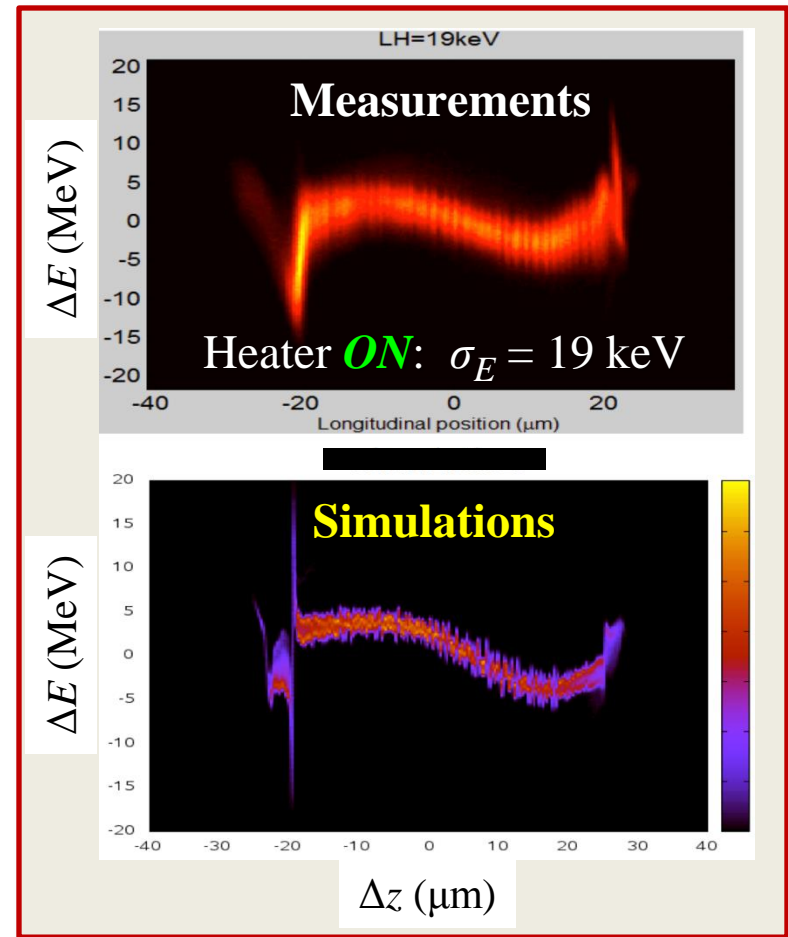 LH=19keV
Measurements
20
15
10
5
0
-5
-10
-15
-20
ΔE (MeV)
Heater ON: σE = 19 keV
-40 -20 0 20
Longitudinal position (μm)
Simulations
20
15
10
5
0
-5
-10
-15
-20
ΔE (MeV)
-40 -30 -20 -10 0 10 20 30 40
Δz (μm)